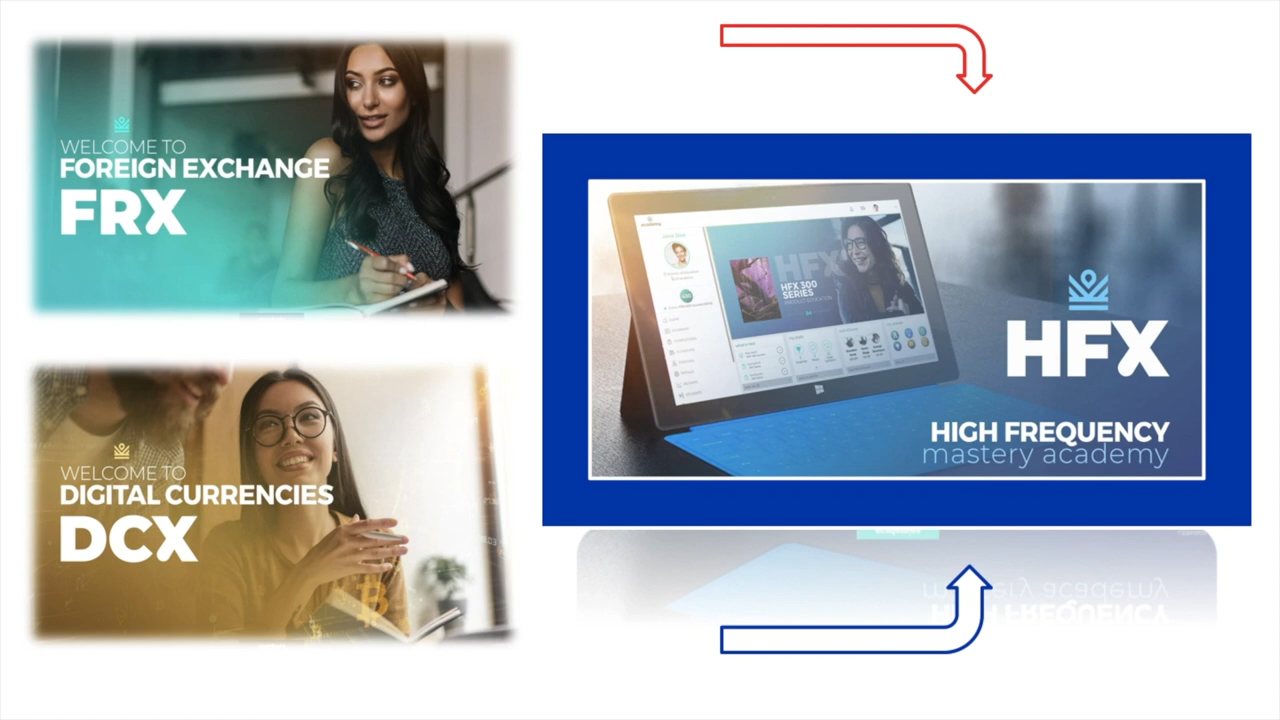 WELCOME TO
FOREIGN EXCHANGE
FRX
WELCOME TO
DIGITAL CURRENCIES
DCX
HFX
HFX 300
SERIES
HFX
HIGH FREQUENCY
mastery academy